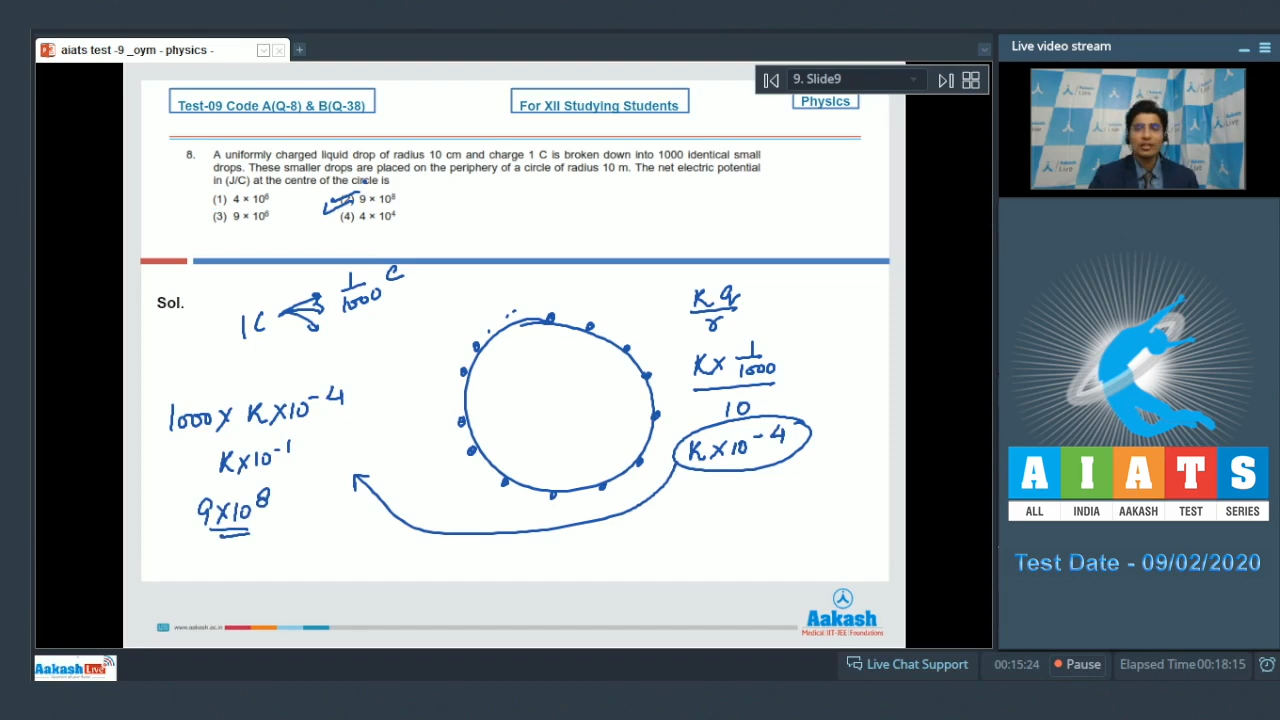 aiats test -9 _oym - physics -
Live video stream
9. Slide9
Test-09 Code A(Q-8) & B(Q-38)
For XII Studying Students
Physics
8. A uniformly charged liquid drop of radius 10 cm and charge 1 C is broken down into 1000 identical small
drops. These smaller drops are placed on the periphery of a circle of radius 10 m. The net electric potential
in (J/C) at the centre of the circle is
(1) 4 × 10⁶
(2) 9 × 10⁸
(3) 9 × 10⁶
(4) 4 × 10⁴
Sol.
1C
1/1000 C
Kq/r
K × 1/1000
10
K×10⁻⁴
1000 × K×10⁻⁴
K×10⁻¹
9×10⁸
www.aakash.ac.in
Aakash
Medical|IIT-JEE|Foundations
Aakash Live
A I A T S
ALL INDIA AAKASH TEST SERIES
Test Date - 09/02/2020
Live Chat Support
00:15:24
Pause
Elapsed Time 00:18:15